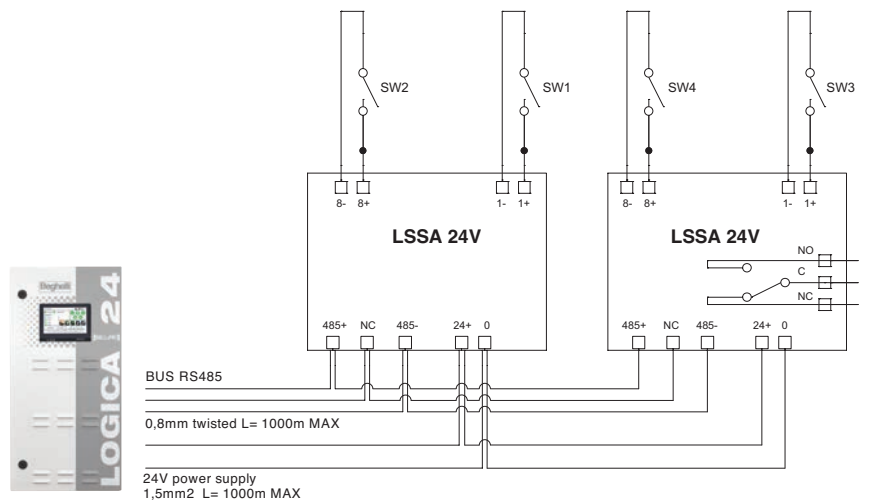 SW2
SW1
SW4
SW3
8-
8+
1-
1+
8-
8+
1-
1+
LSSA 24V
LSSA 24V
NO
C
NC
485+
NC
485-
24+
0
485+
NC
485-
24+
0
Beghelli
LOGICA 24
BUS RS485
0,8mm twisted L= 1000m MAX
24V power supply
1,5mm2 L= 1000m MAX